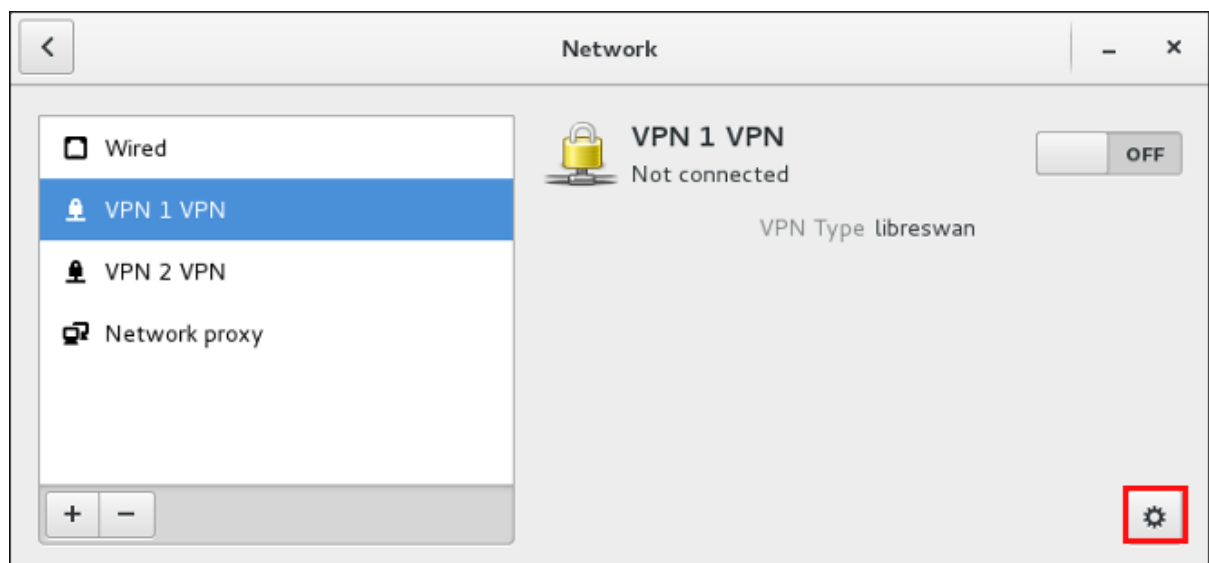 Network
Wired
VPN 1 VPN
VPN 2 VPN
Network proxy
VPN 1 VPN
Not connected
OFF
VPN Type libreswan